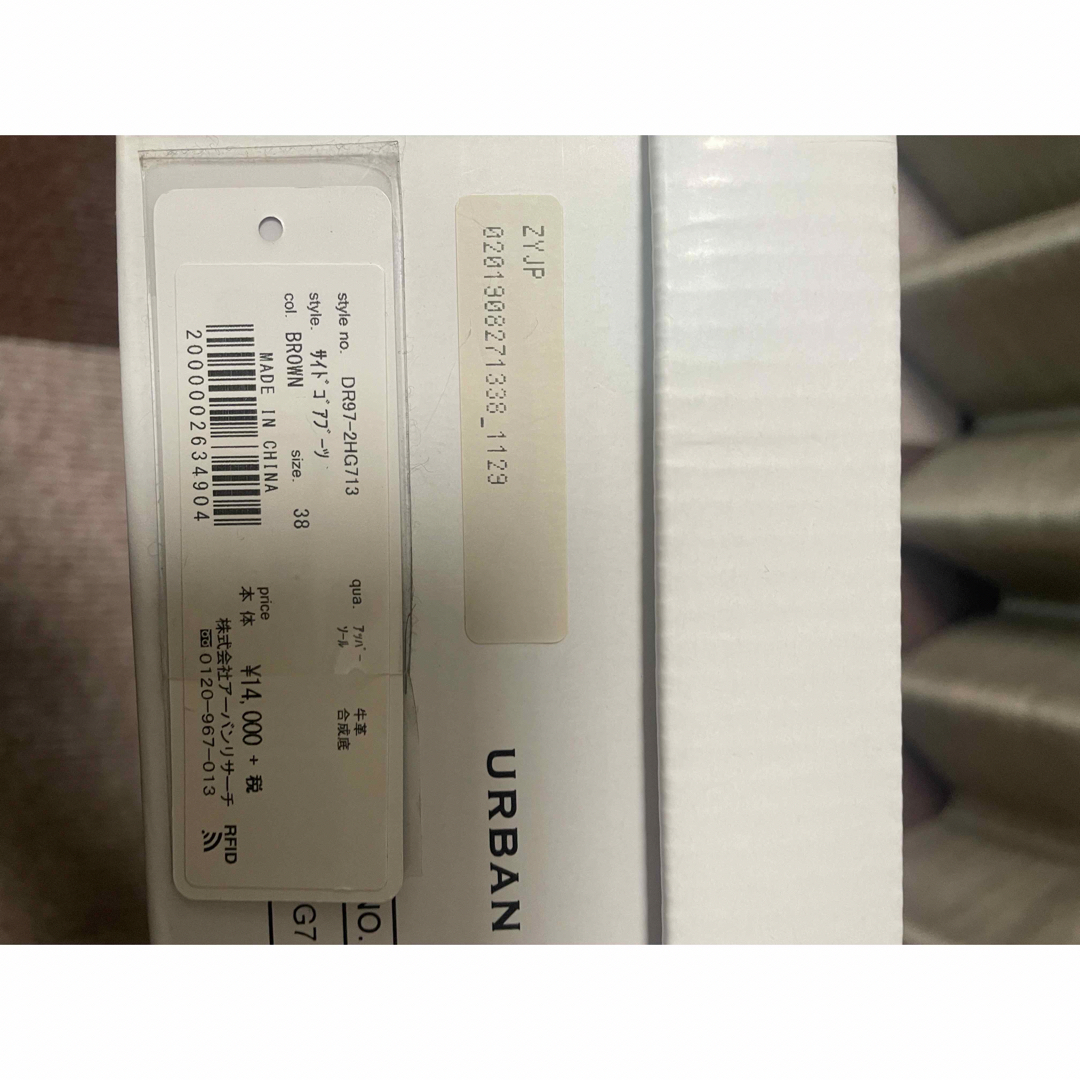 style no. DR97-2HG713
style. ｻｲﾄﾞｺﾞｱﾌﾞｰﾂ
col. BROWN size. 38
MADE IN CHINA
2000002634904
qua. ｱｯﾊﾟｰ 牛革
ｿｰﾙ 合成底
price
本体 ¥14,000 + 税
株式会社アーバンリサーチ
0120-967-013
RFID
ZYJP
0201908271338_1129
URBAN
NO.
G7